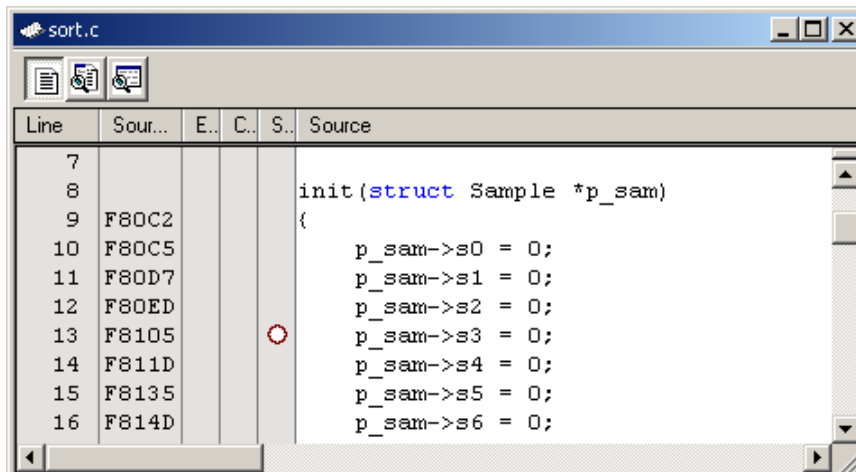 sort.c
Line Sour... E.. C.. S.. Source
7
8 init(struct Sample *p_sam)
9 F80C2 {
10 F80C5 p_sam->s0 = 0;
11 F80D7 p_sam->s1 = 0;
12 F80ED p_sam->s2 = 0;
13 F8105 p_sam->s3 = 0;
14 F811D p_sam->s4 = 0;
15 F8135 p_sam->s5 = 0;
16 F814D p_sam->s6 = 0;